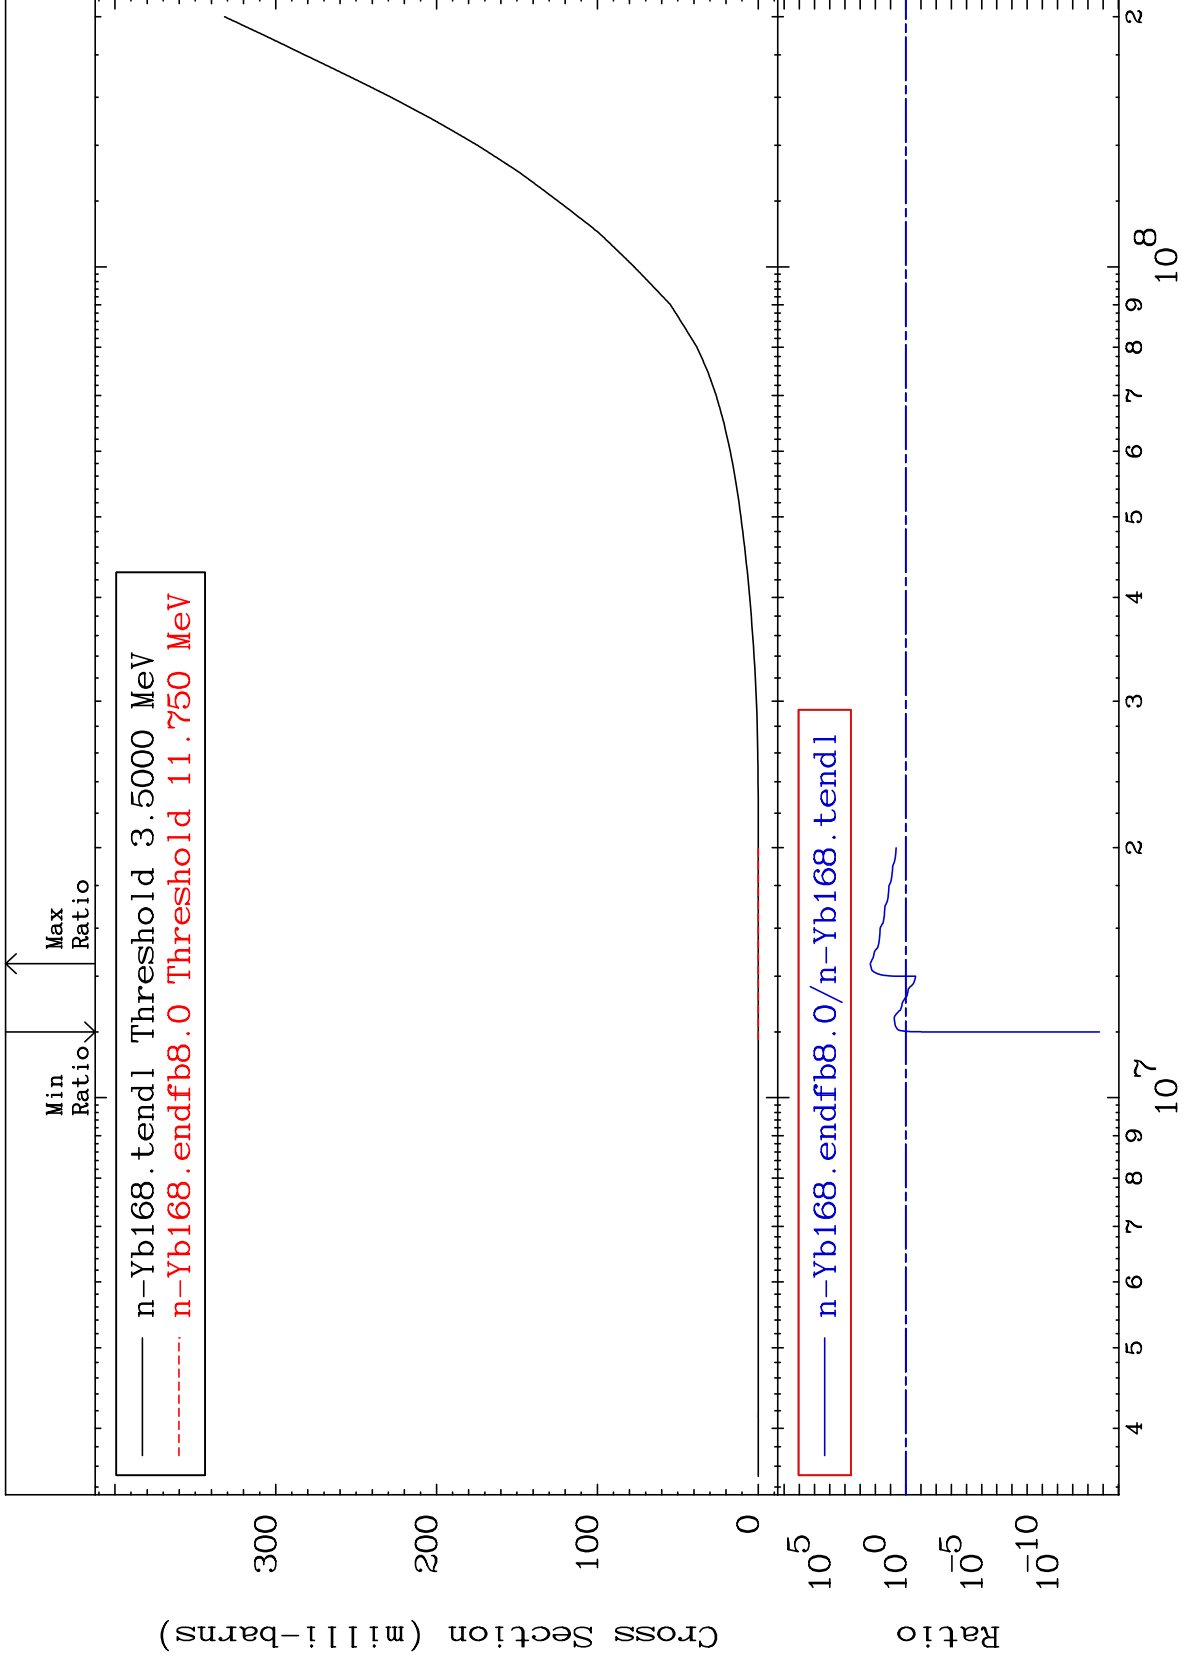 Min
Ratio
Max
Ratio
n-Yb168.tendl Threshold 3.5000 MeV
n-Yb168.endfb8.0 Threshold 11.750 MeV
300
200
100
0
Cross Section (milli-barns)
n-Yb168.endfb8.0/n-Yb168.tendl
10^5
10^0
10^-5
10^-10
Ratio
4 5 6 7 8 9 10^7 2 3 4 5 6 7 8 9 10^8 2